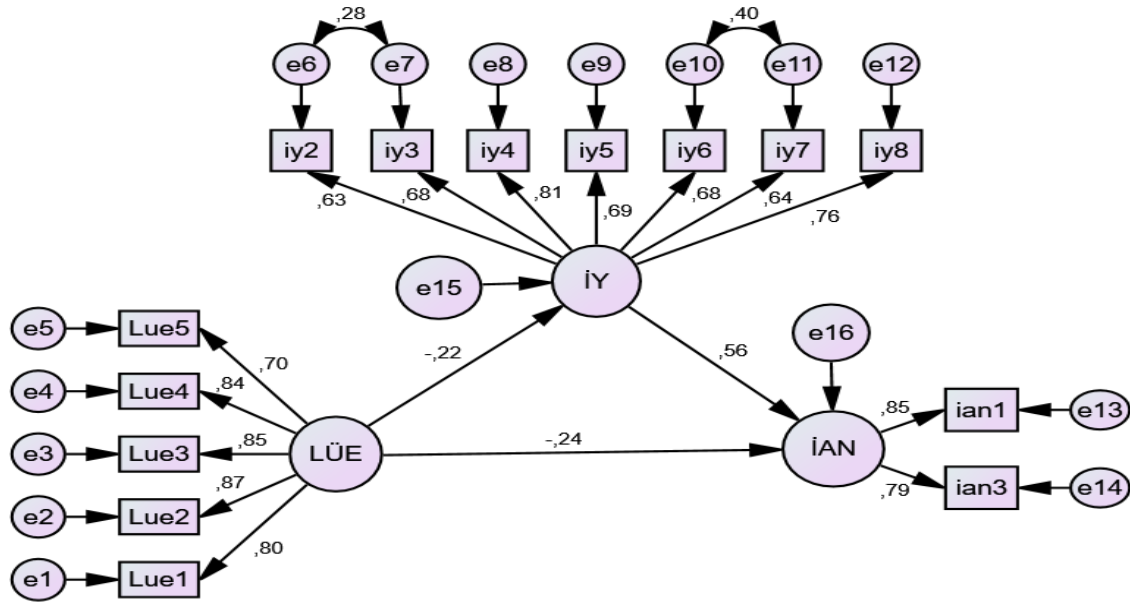 ,28
,40
e6
e7
e8
e9
e10
e11
e12
iy2
iy3
iy4
iy5
iy6
iy7
iy8
,63
,68
,81
,69
,68
,64
,76
e15
İY
e5
Lue5
e16
-,22
,56
,70
e4
Lue4
,84
,85
ian1
e13
e3
Lue3
,85
LÜE
-,24
İAN
e2
Lue2
,87
,79
ian3
e14
,80
e1
Lue1